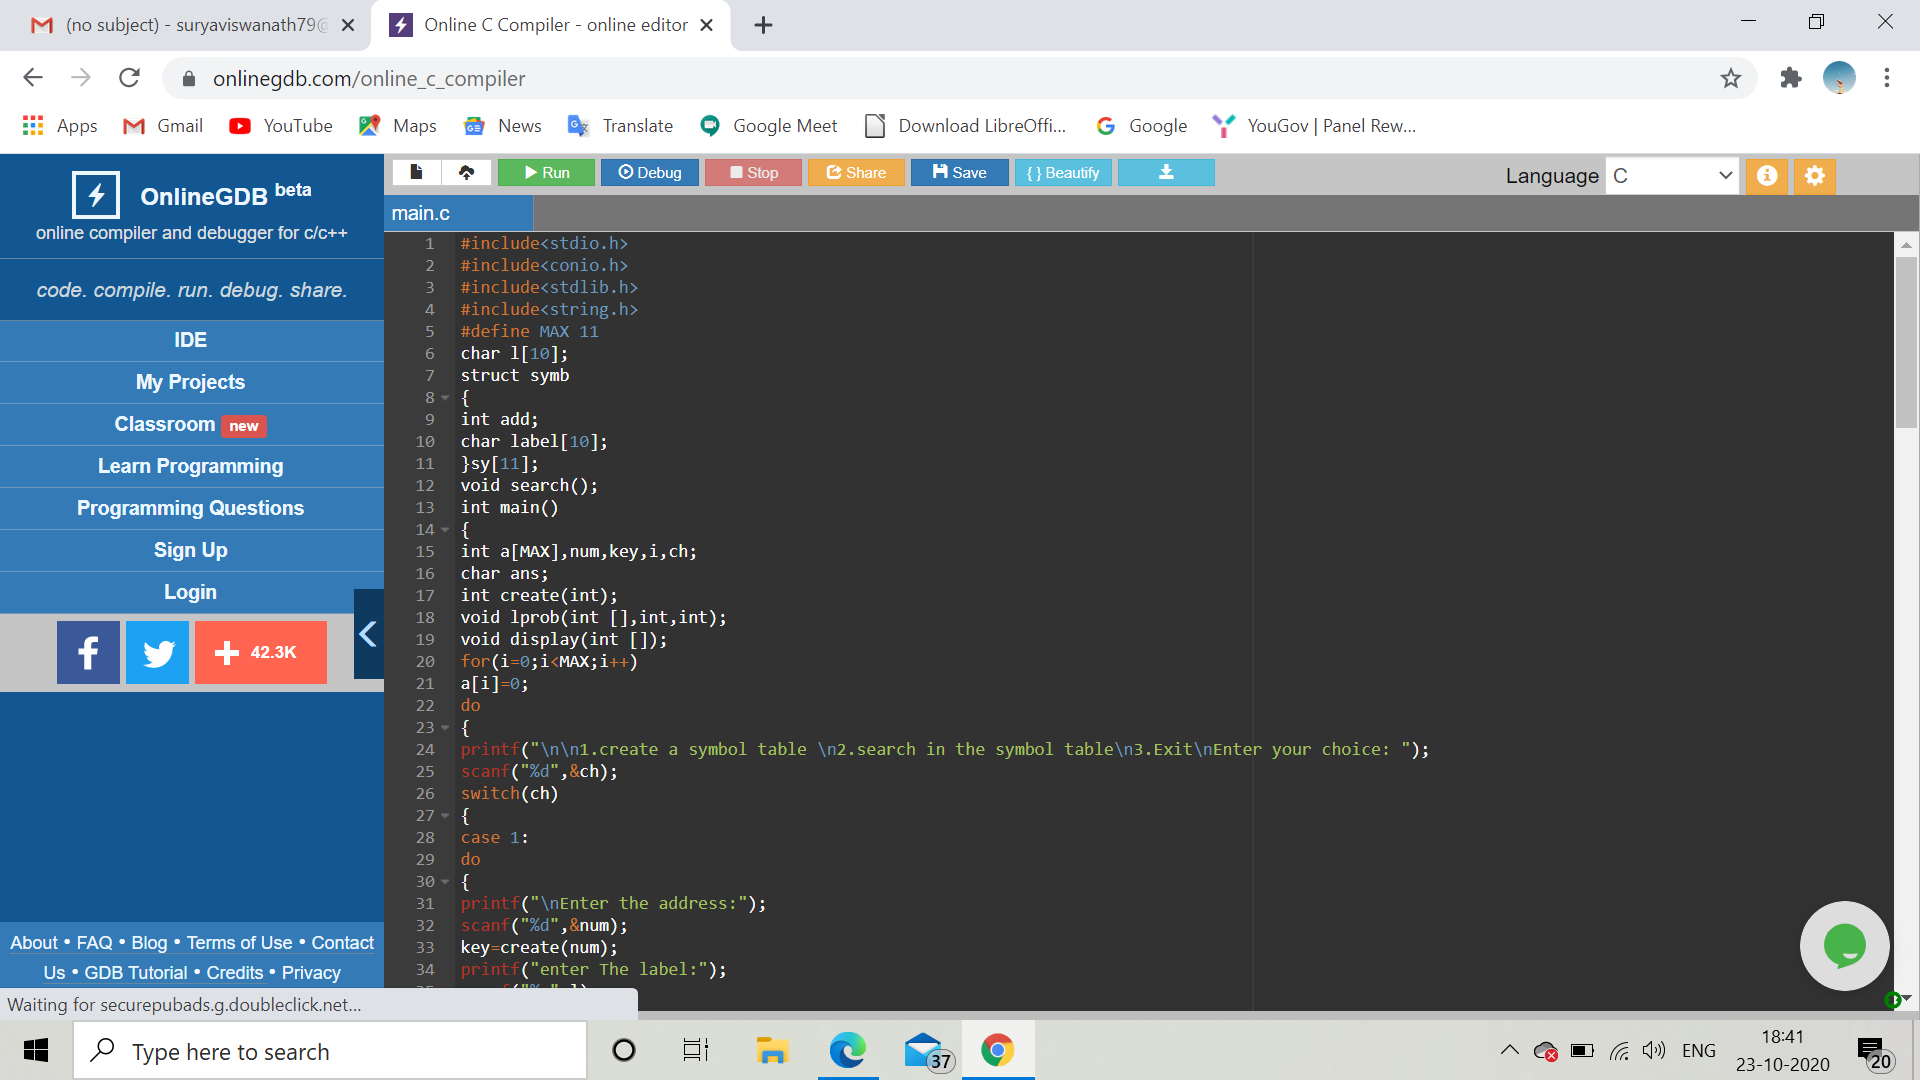 (no subject) - suryaviswanath79@
Online C Compiler - online editor
onlinegdb.com/online_c_compiler
Apps
Gmail
YouTube
Maps
News
Translate
Google Meet
Download LibreOffi...
Google
YouGov | Panel Rew...
OnlineGDB beta
online compiler and debugger for c/c++
code. compile. run. debug. share.
IDE
My Projects
Classroom new
Learn Programming
Programming Questions
Sign Up
Login
42.3K
About • FAQ • Blog • Terms of Use • Contact
Us • GDB Tutorial • Credits • Privacy
Waiting for securepubads.g.doubleclick.net...
Run
Debug
Stop
Share
Save
{ } Beautify
Language C
main.c
1 #include<stdio.h>
2 #include<conio.h>
3 #include<stdlib.h>
4 #include<string.h>
5 #define MAX 11
6 char l[10];
7 struct symb
8 {
9 int add;
10 char label[10];
11 }sy[11];
12 void search();
13 int main()
14 {
15 int a[MAX],num,key,i,ch;
16 char ans;
17 int create(int);
18 void lprob(int [],int,int);
19 void display(int []);
20 for(i=0;i<MAX;i++)
21 a[i]=0;
22 do
23 {
24 printf("\n\n1.create a symbol table \n2.search in the symbol table\n3.Exit\nEnter your choice: ");
25 scanf("%d",&ch);
26 switch(ch)
27 {
28 case 1:
29 do
30 {
31 printf("\nEnter the address:");
32 scanf("%d",&num);
33 key=create(num);
34 printf("enter The label:");
Type here to search
37
ENG
18:41
23-10-2020
20